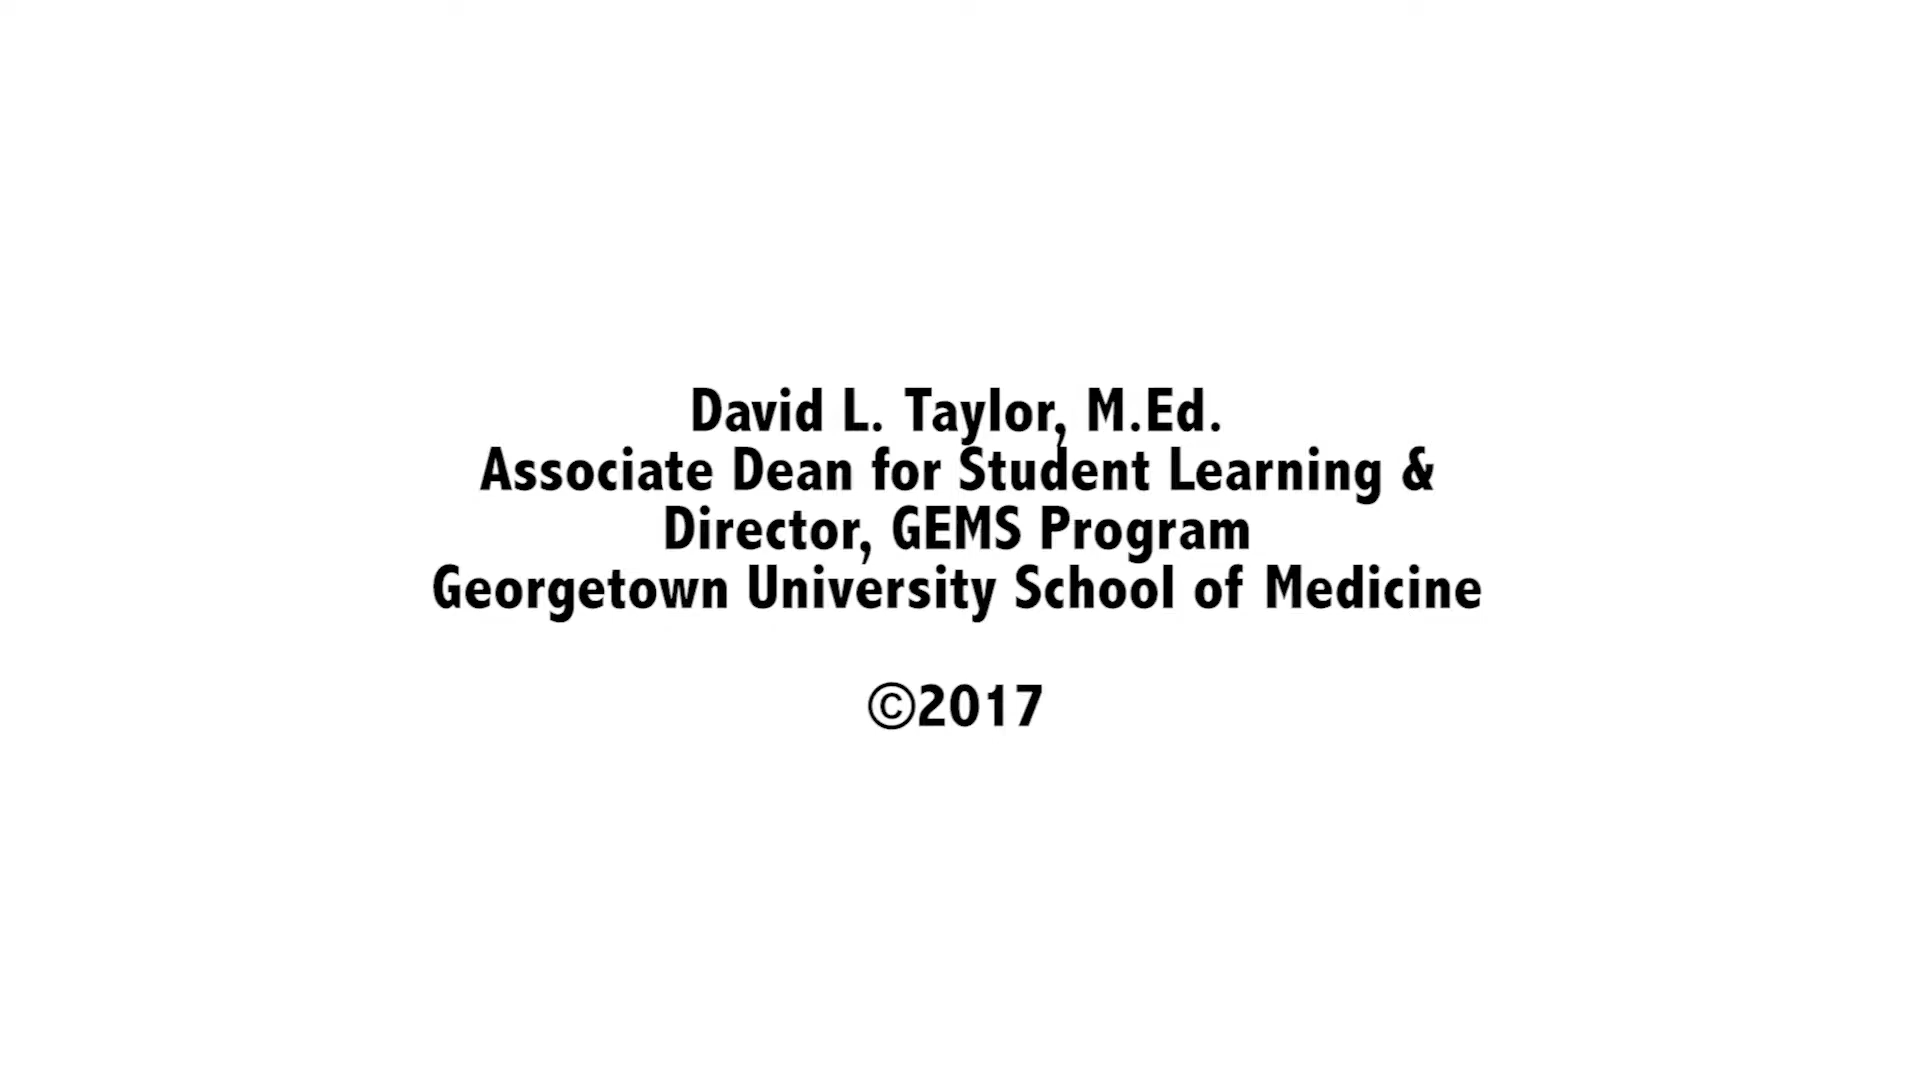 David L. Taylor, M.Ed.
Associate Dean for Student Learning &
Director, GEMS Program
Georgetown University School of Medicine
©2017